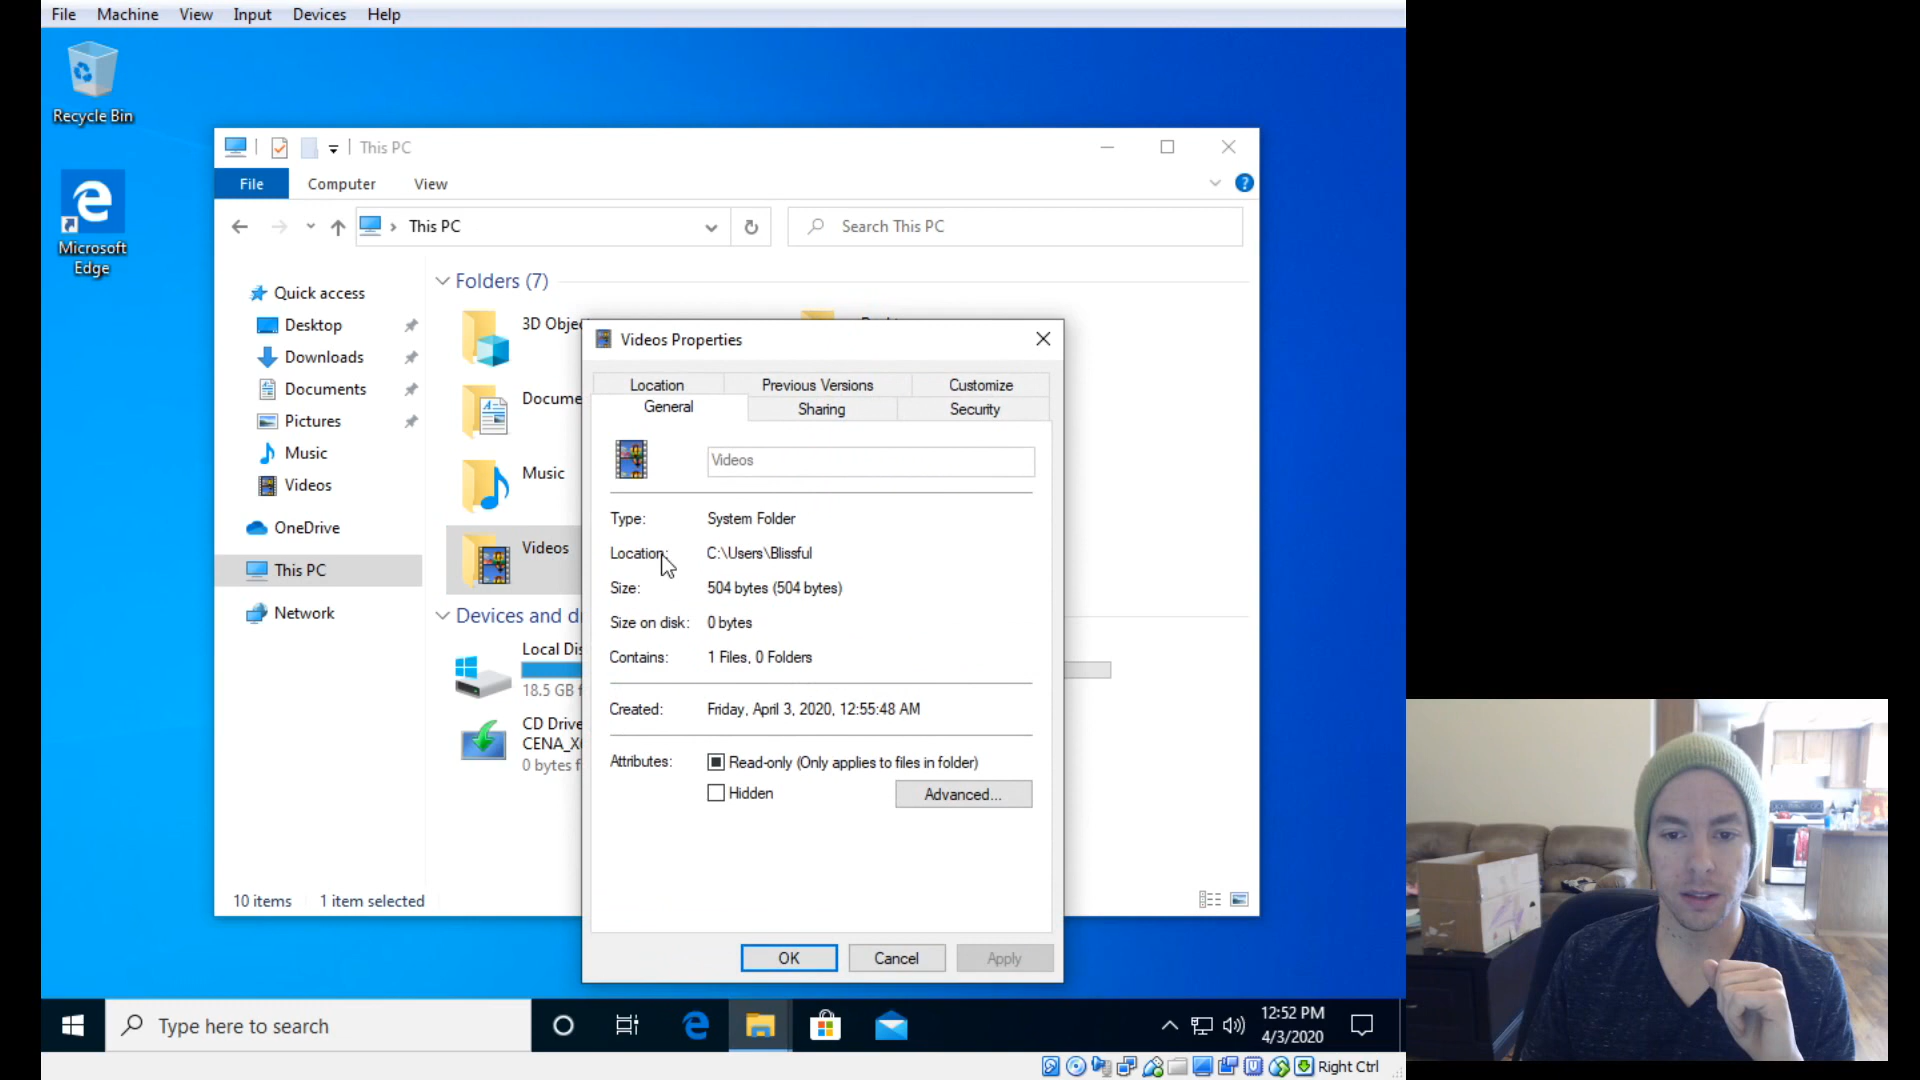 File Machine View Input Devices Help
Recycle Bin
Microsoft
Edge
This PC
File Computer View
This PC
Search This PC
Quick access
Desktop
Downloads
Documents
Pictures
Music
Videos
OneDrive
This PC
Network
Folders (7)
3D Objec
Docume
Music
Videos
Devices and d
Local Dis
18.5 GB f
CD Drive
CENA_X
0 bytes f
10 items 1 item selected
Videos Properties
Location Previous Versions Customize
General Sharing Security
Videos
Type: System Folder
Location: C:\Users\Blissful
Size: 504 bytes (504 bytes)
Size on disk: 0 bytes
Contains: 1 Files, 0 Folders
Created: Friday, April 3, 2020, 12:55:48 AM
Attributes: Read-only (Only applies to files in folder)
Hidden Advanced...
OK Cancel Apply
Type here to search
12:52 PM
4/3/2020
Right Ctrl